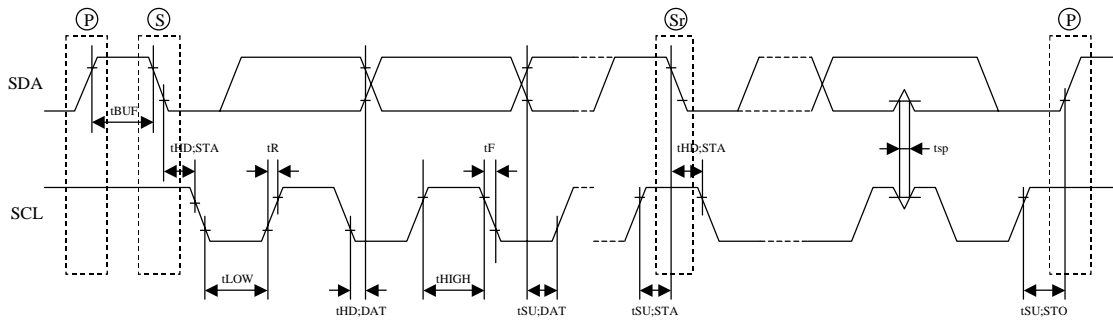 P
S
Sr
P
SDA
tBUF
tHD;STA
tR
tF
tHD;STA
tsp
SCL
tLOW
tHIGH
tHD;DAT
tSU;DAT
tSU;STA
tSU;STO